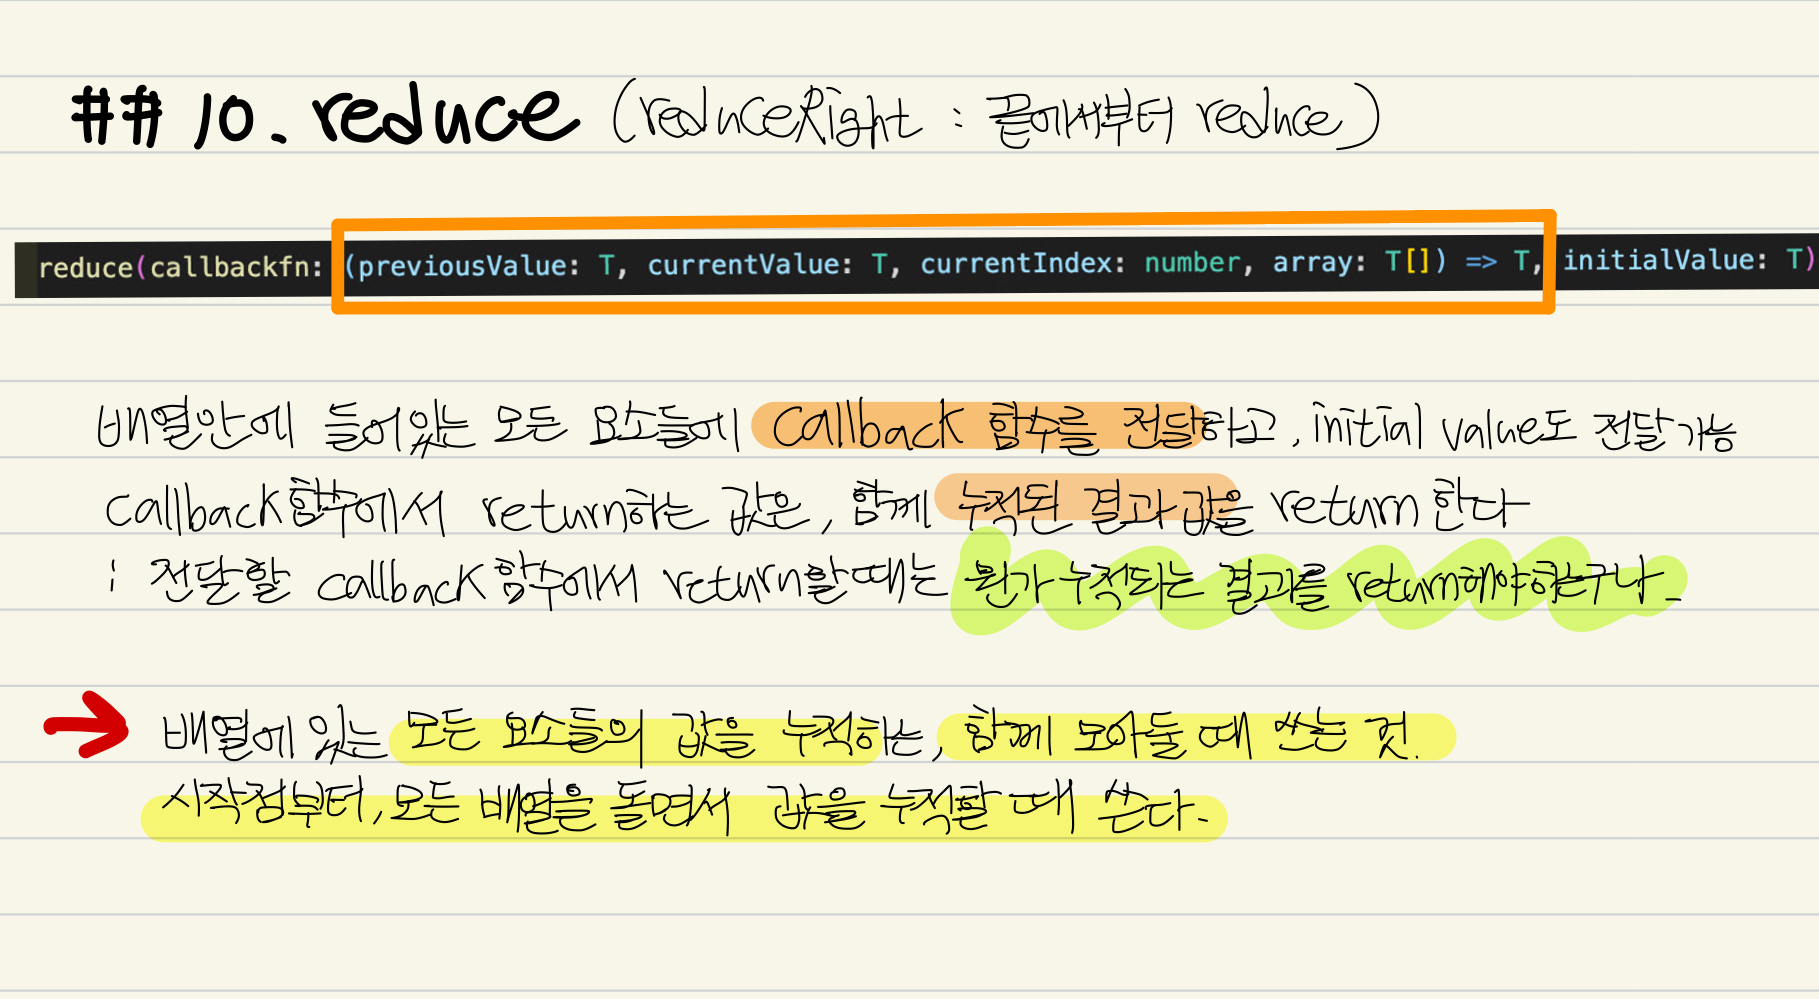 ## 10. reduce (reduceRight : 끝에서부터 reduce)
reduce(callbackfn: (previousValue: T, currentValue: T, currentIndex: number, array: T[]) => T, initialValue: T)
배열안에 들어있는 모든 요소들에 callback 함수를 전달하고, initial value도 전달가능
callback함수에서 return하는 값은, 함께 누적된 결과값을 return 한다
: 전달할 callback함수에서 return할때는 뭔가 누적되는 결과를 return해야하는구나.
→ 배열에 있는 모든 요소들의 값을 누적하는, 함께 모아둘 때 쓰는 것.
시작점부터, 모든 배열을 돌면서 값을 누적할 때 쓴다.